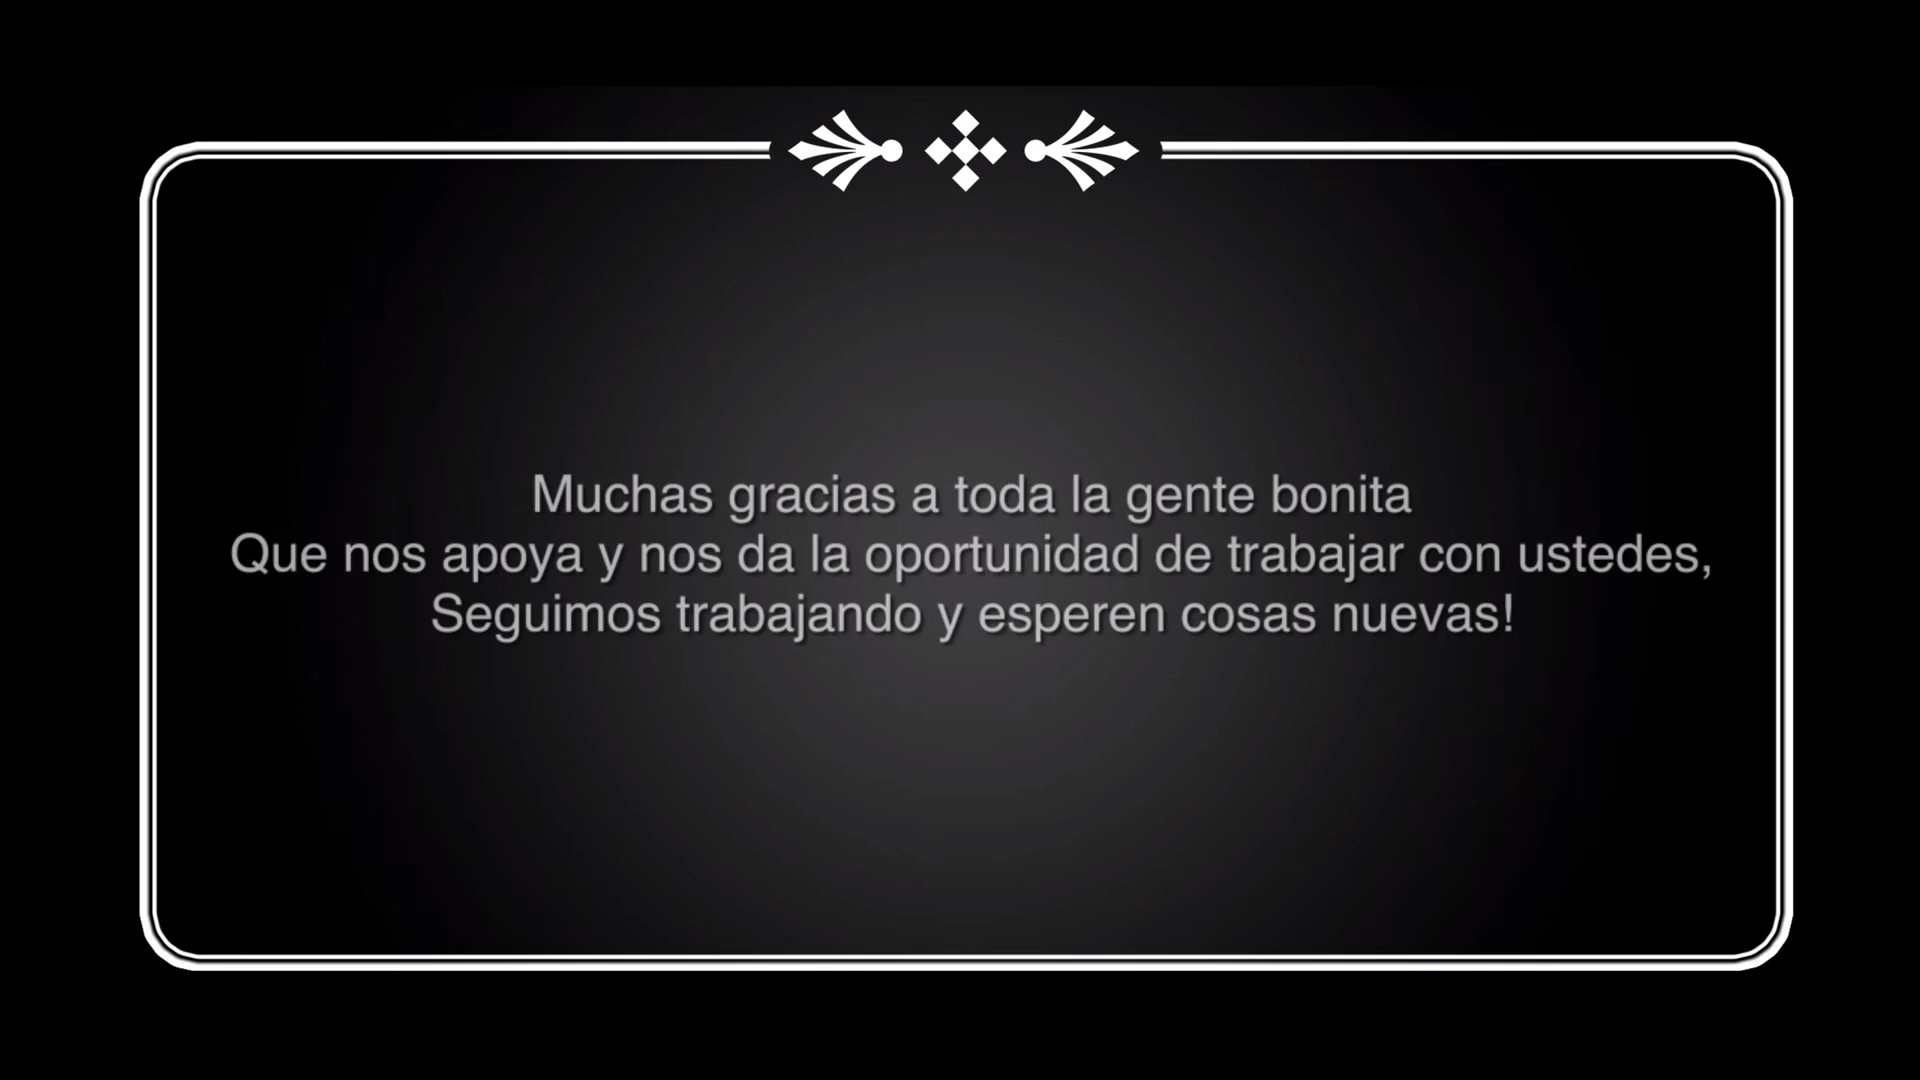 Muchas gracias a toda la gente bonita
Que nos apoya y nos da la oportunidad de trabajar con ustedes,
Seguimos trabajando y esperen cosas nuevas!